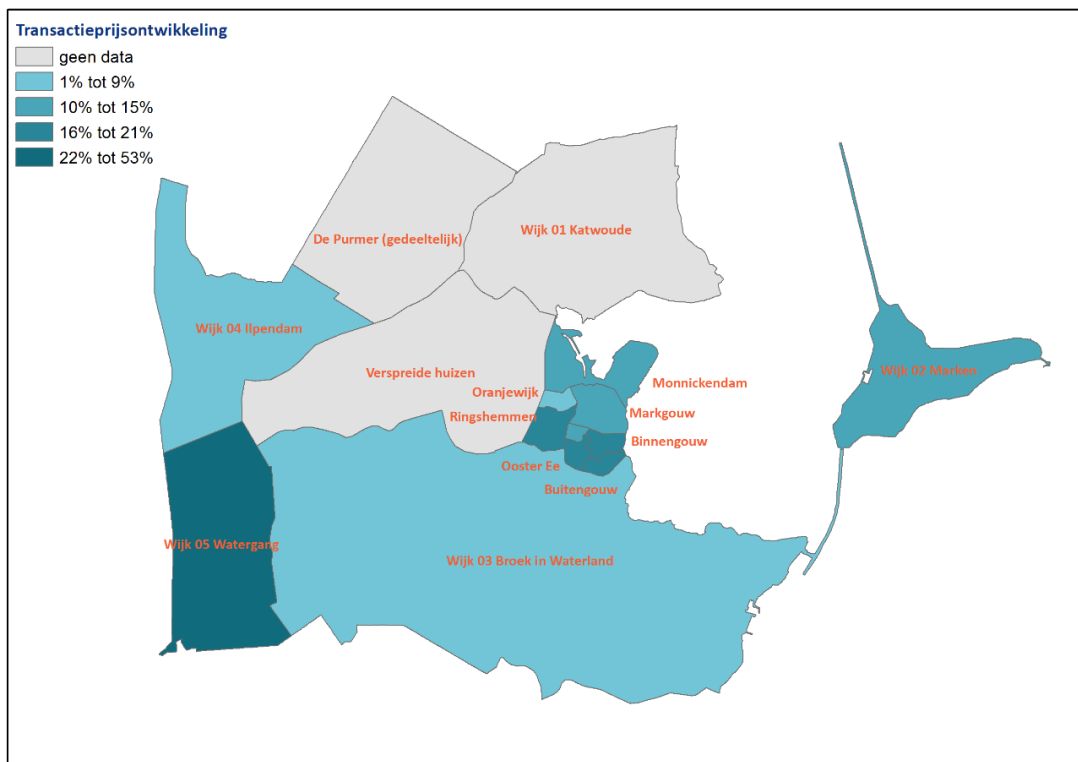 Transactieprijsontwikkeling
geen data
1% tot 9%
10% tot 15%
16% tot 21%
22% tot 53%
De Purmer (gedeeltelijk)
Wijk 01 Katwoude
Wijk 04 Ilpendam
Verspreide huizen
Wijk 02 Marken
Monnickendam
Oranjewijk
Markgouw
Ringshemmen
Binnengouw
Ooster Ee
Buitengouw
Wijk 05 Watergang
Wijk 03 Broek in Waterland